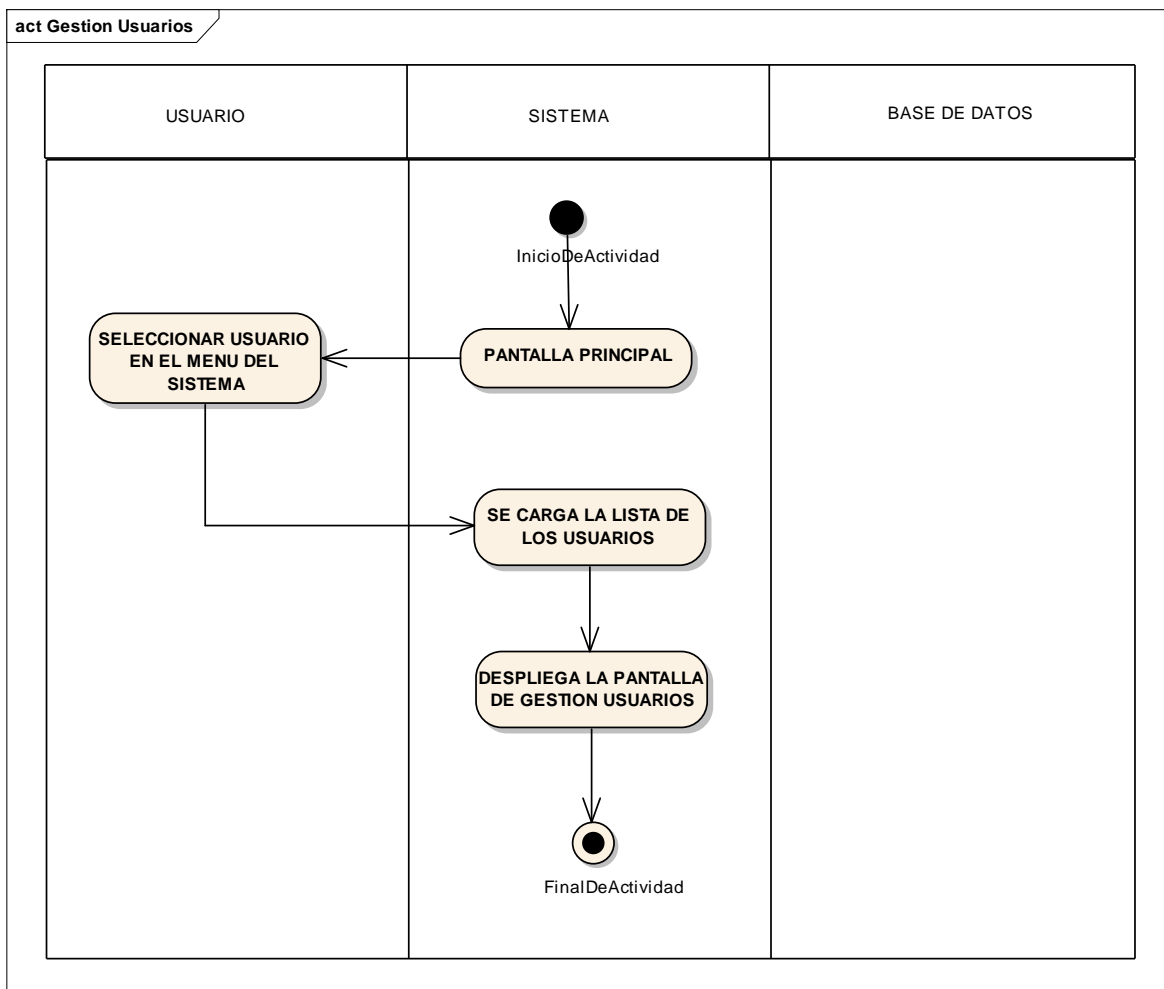 act Gestion Usuarios
USUARIO
SISTEMA
BASE DE DATOS
InicioDeActividad
SELECCIONAR USUARIO
EN EL MENU DEL
SISTEMA
PANTALLA PRINCIPAL
SE CARGA LA LISTA DE
LOS USUARIOS
DESPLIEGA LA PANTALLA
DE GESTION USUARIOS
FinalDeActividad